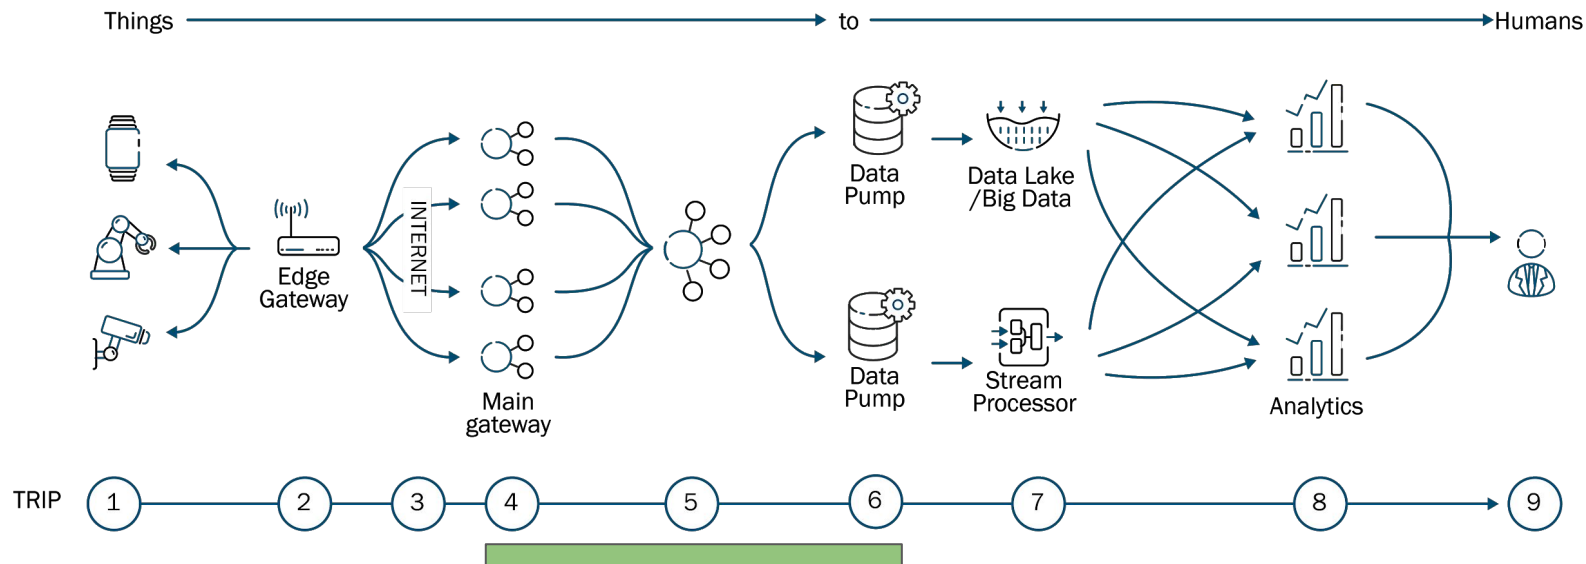 Things
to
Humans
INTERNET
Edge
Gateway
Main
gateway
Data
Pump
Data Lake
/Big Data
Data
Pump
Stream
Processor
Analytics
TRIP
1
2
3
4
5
6
7
8
9